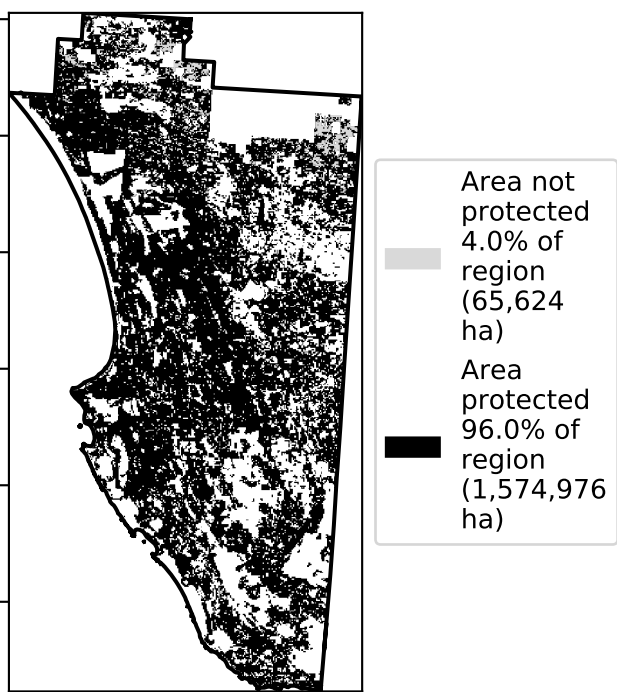 Area not
protected
4.0% of
region
(65,624
ha)
Area
protected
96.0% of
region
(1,574,976
ha)